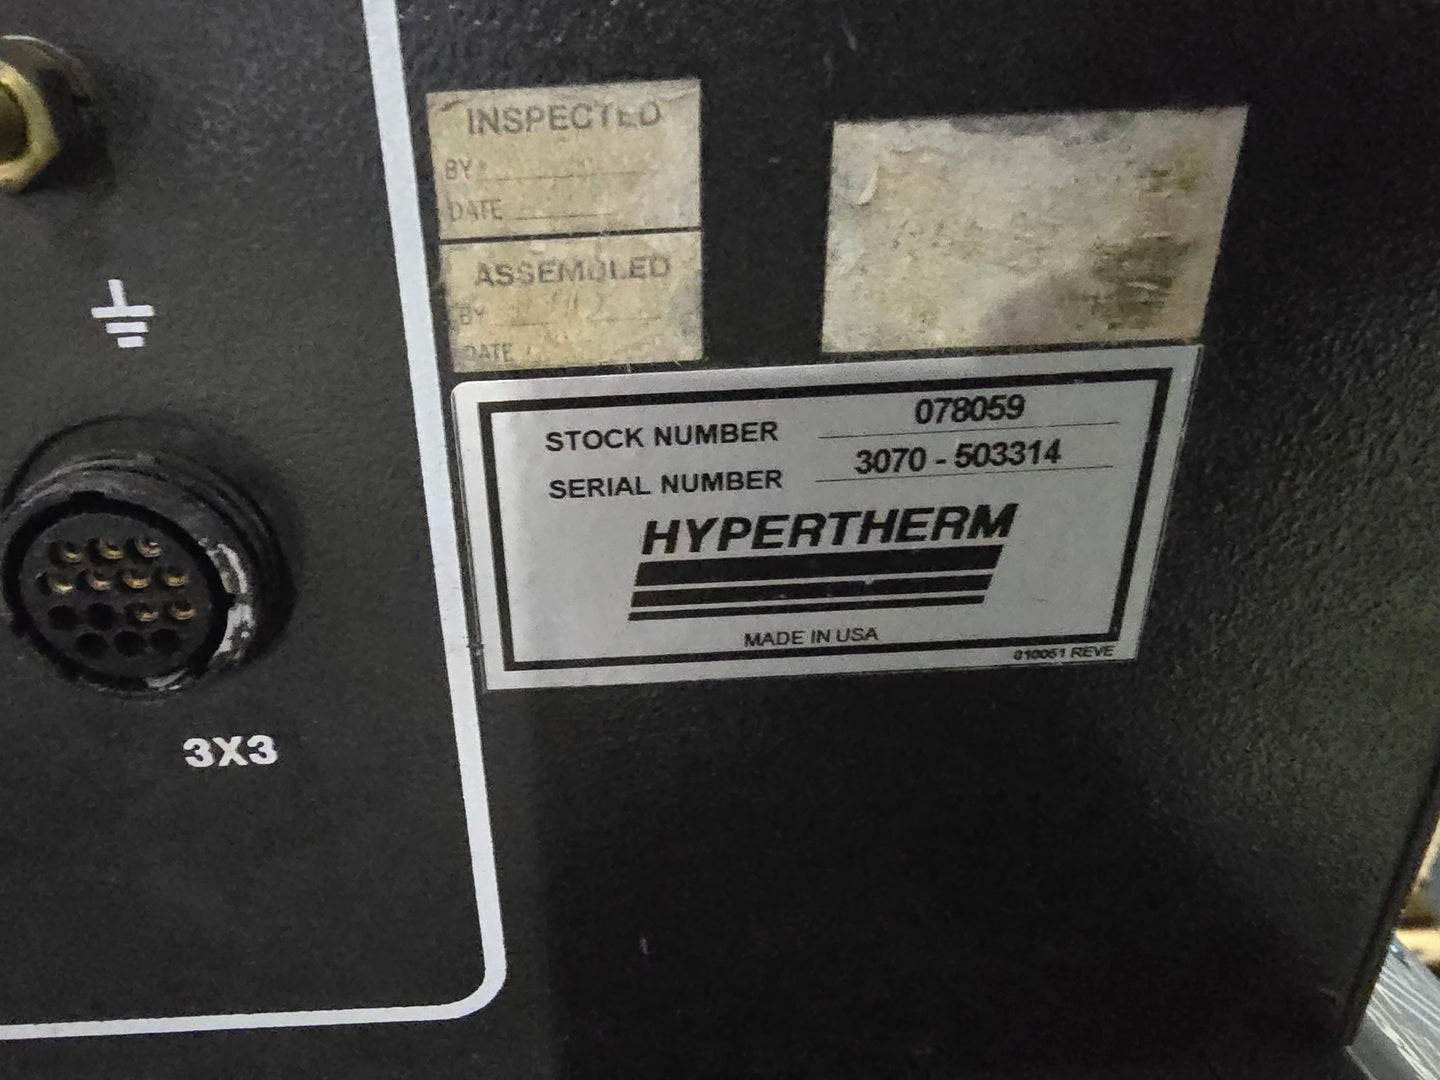 INSPECTED
BY
DATE
ASSEMBLED
BY
DATE
STOCK NUMBER 078059
SERIAL NUMBER 3070 - 503314
HYPERTHERM
MADE IN USA
010051 REVE
3X3